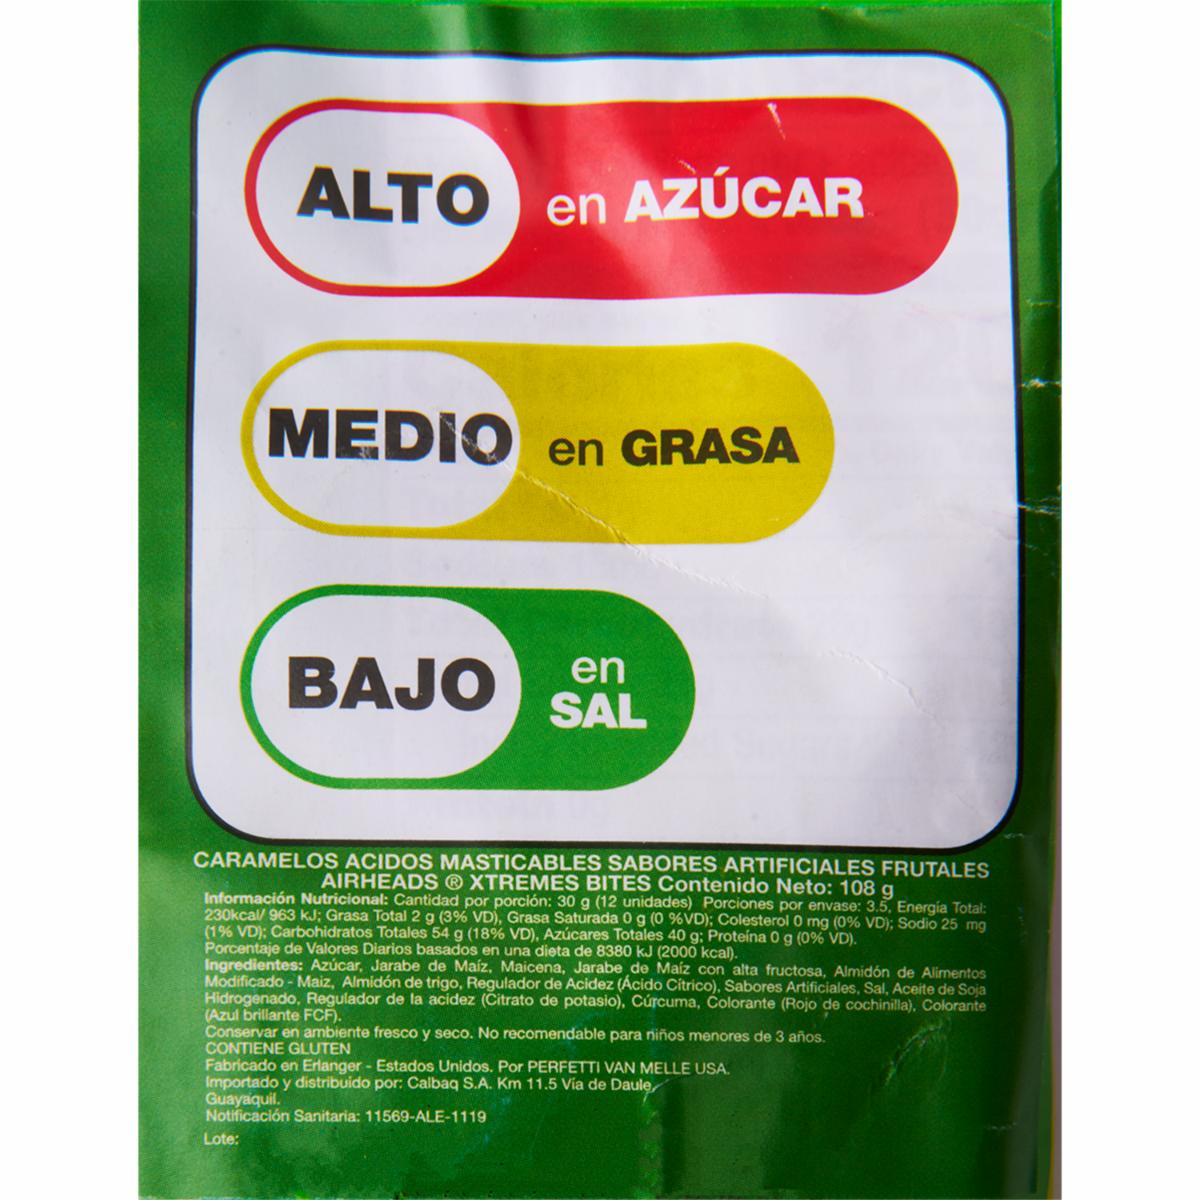 ALTO en AZÚCAR
MEDIO en GRASA
BAJO en
SAL
CARAMELOS ACIDOS MASTICABLES SABORES ARTIFICIALES FRUTALES
AIRHEADS ® XTREMES BITES Contenido Neto: 108 g
Información Nutricional: Cantidad por porción: 30 g (12 unidades) Porciones por envase: 3.5, Energía Total:
230kcal/ 963 kJ; Grasa Total 2 g (3% VD), Grasa Saturada 0 g (0 %VD); Colesterol 0 mg (0% VD); Sodio 25 mg
(1% VD); Carbohidratos Totales 54 g (18% VD), Azúcares Totales 40 g; Proteína 0 g (0% VD).
Porcentaje de Valores Diarios basados en una dieta de 8380 kJ (2000 kcal).
Ingredientes: Azúcar, Jarabe de Maíz, Maicena, Jarabe de Maíz con alta fructosa, Almidón de Alimentos
Modificado - Maiz, Almidón de trigo, Regulador de Acidez (Ácido Cítrico), Sabores Artificiales, Sal, Aceite de Soja
Hidrogenado, Regulador de la acidez (Citrato de potasio), Cúrcuma, Colorante (Rojo de cochinilla), Colorante
(Azul brillante FCF).
Conservar en ambiente fresco y seco. No recomendable para niños menores de 3 años.
CONTIENE GLUTEN
Fabricado en Erlanger - Estados Unidos. Por PERFETTI VAN MELLE USA.
Importado y distribuido por: Calbaq S.A. Km 11.5 Vía de Daule,
Guayaquil.
Notificación Sanitaria: 11569-ALE-1119
Lote: